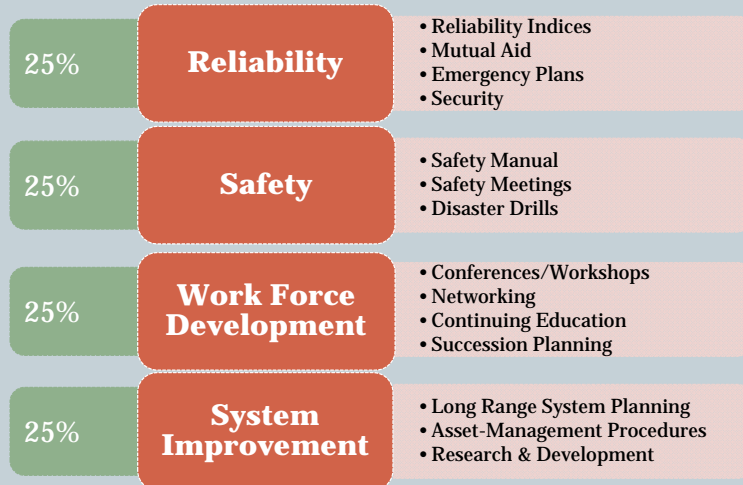 25%
Reliability
• Reliability Indices
• Mutual Aid
• Emergency Plans
• Security
25%
Safety
• Safety Manual
• Safety Meetings
• Disaster Drills
25%
Work Force
Development
• Conferences/Workshops
• Networking
• Continuing Education
• Succession Planning
25%
System
Improvement
• Long Range System Planning
• Asset-Management Procedures
• Research & Development